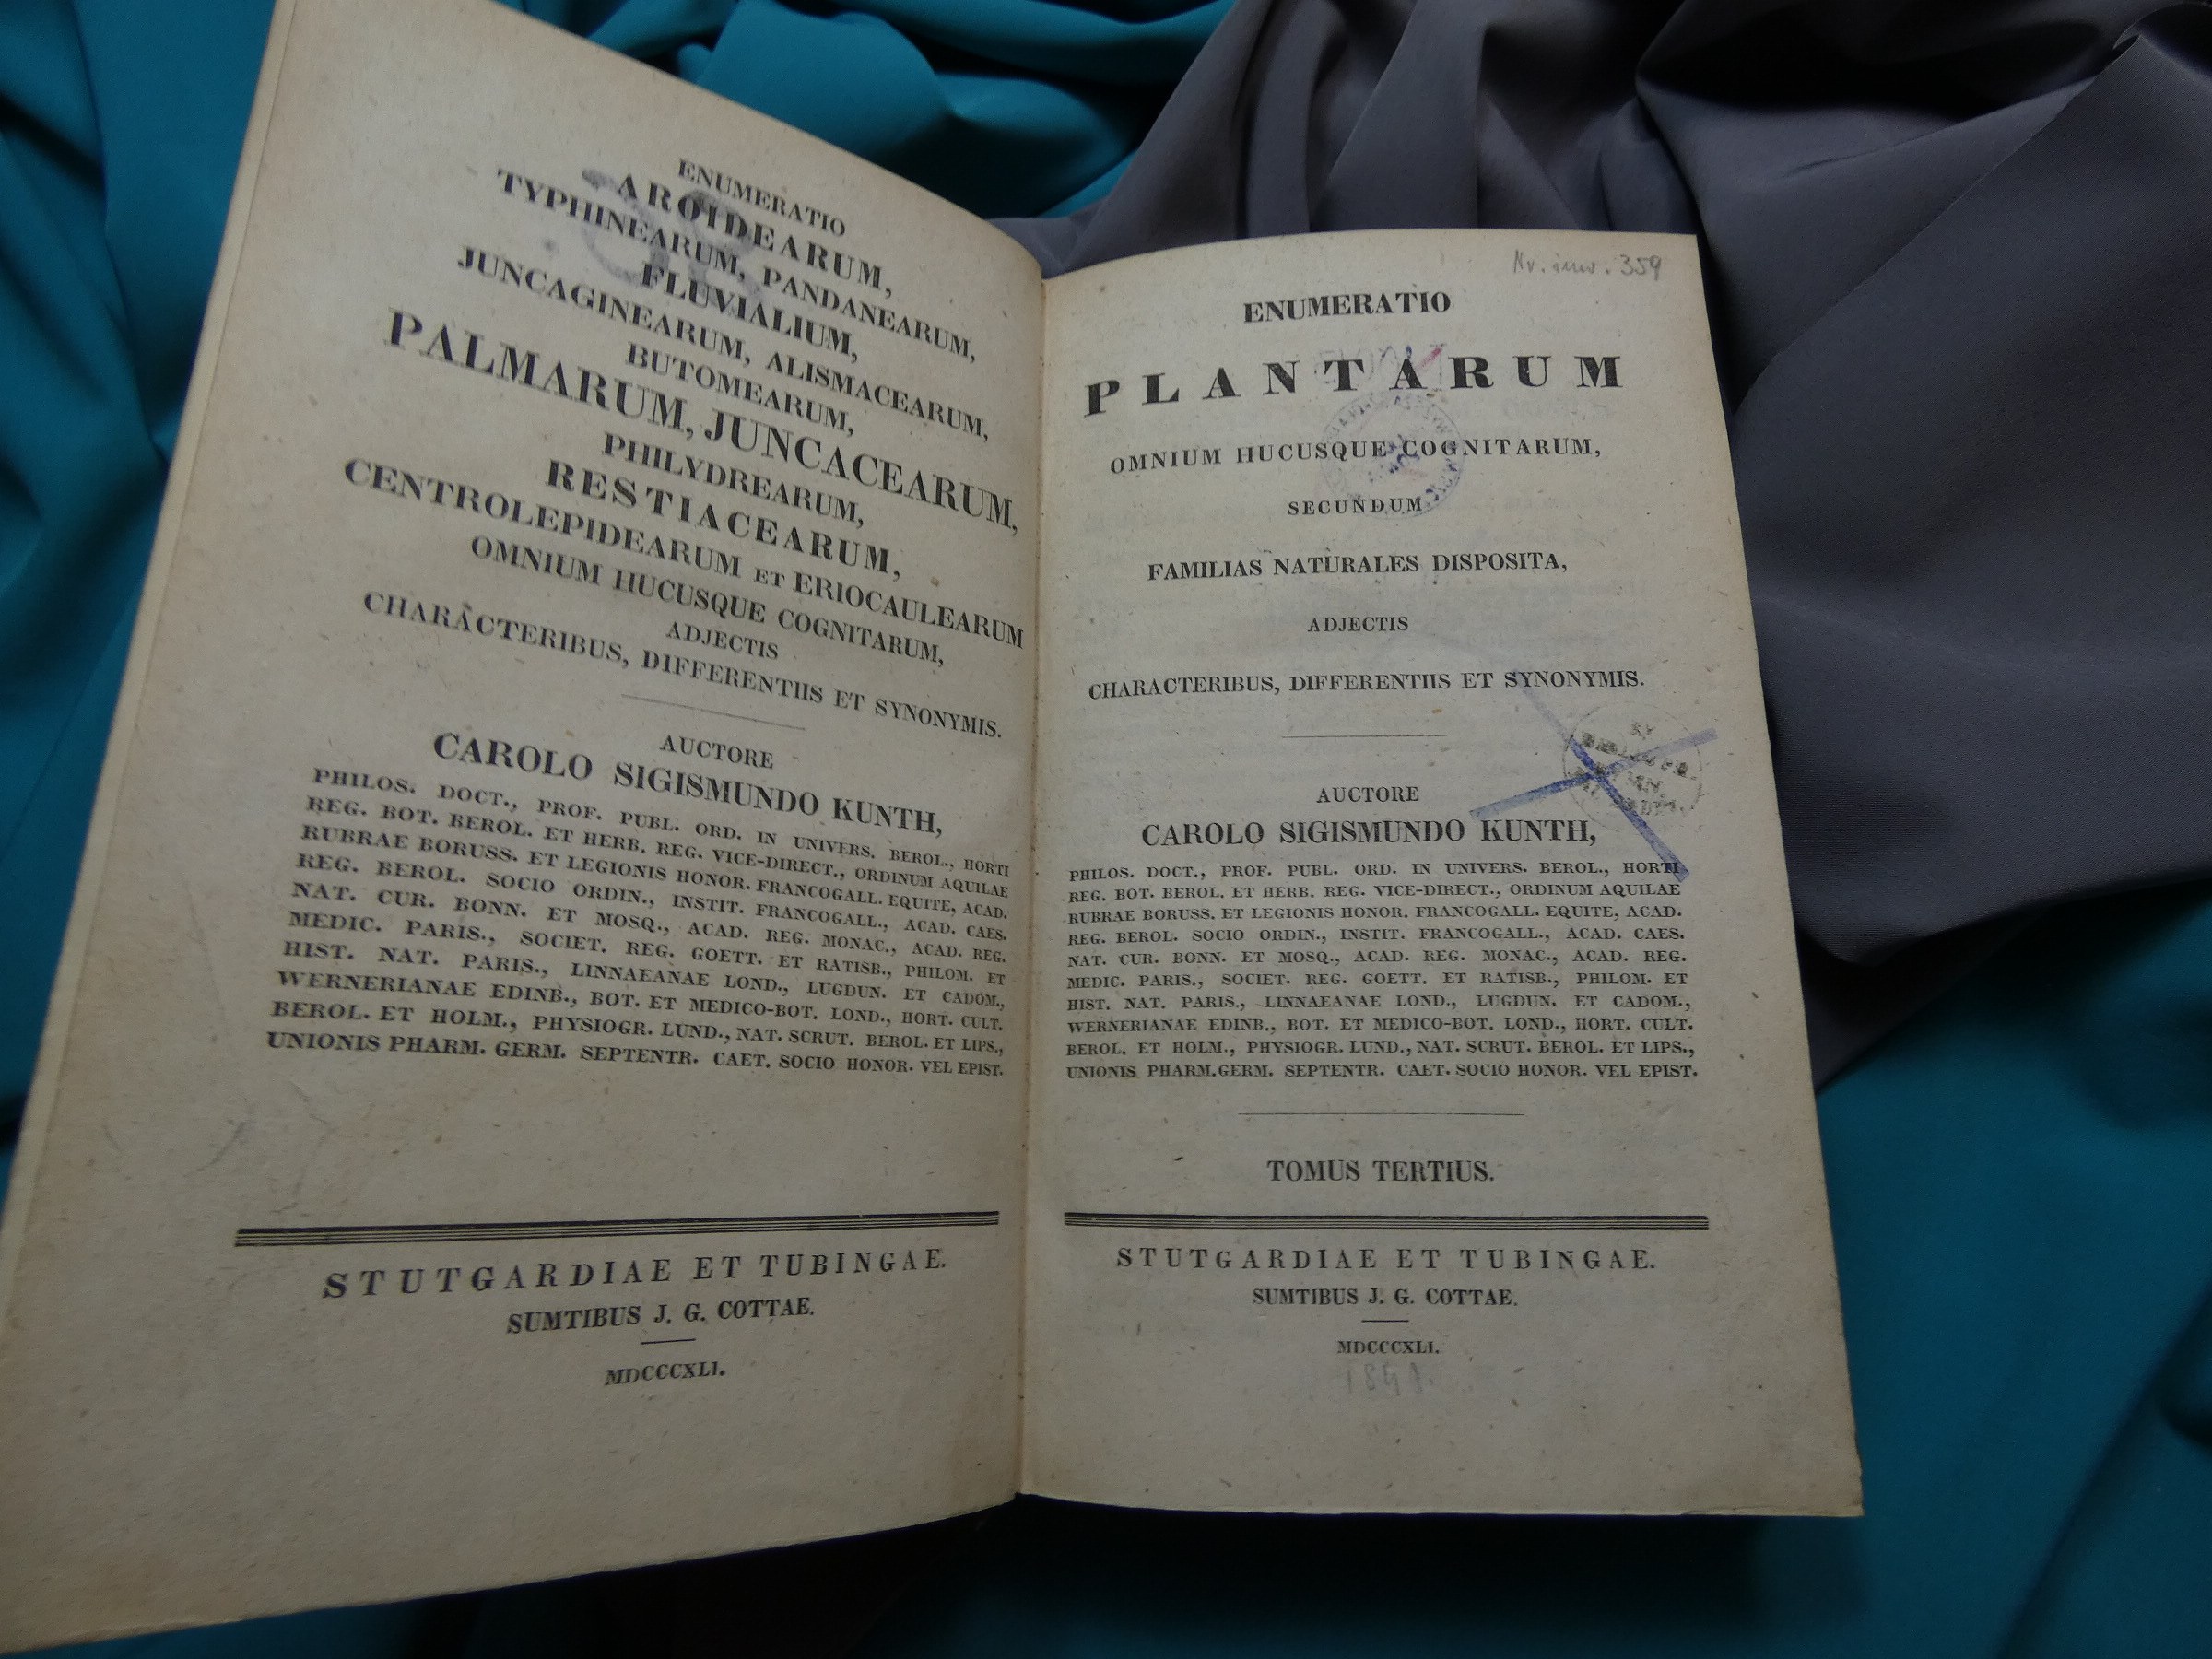 ENUMERATIO
AROIDEARUM,
TYPHINEARUM, PANDANEARUM,
FLUVIALIUM,
JUNCAGINEARUM, ALISMACEARUM,
BUTOMEARUM,
PALMARUM, JUNCACEARUM,
PHILYDREARUM,
RESTIACEARUM,
CENTROLEPIDEARUM ET ERIOCAULEARUM
OMNIUM HUCUSQUE COGNITARUM,
ADJECTIS
CHARACTERIBUS, DIFFERENTIIS ET SYNONYMIS.
AUCTORE
CAROLO SIGISMUNDO KUNTH,
PHILOS. DOCT., PROF. PUBL. ORD. IN UNIVERS. BEROL., HORTI
REG. BOT. BEROL. ET HERB. REG. VICE-DIRECT., ORDINUM AQUILAE
RUBRAE BORUSS. ET LEGIONIS HONOR. FRANCOGALL. EQUITE, ACAD.
REG. BEROL. SOCIO ORDIN., INSTIT. FRANCOGALL., ACAD. CAES.
NAT. CUR. BONN. ET MOSQ., ACAD. REG. MONAC., ACAD. REG.
MEDIC. PARIS., SOCIET. REG. GOETT. ET RATISB., PHILOM. ET
HIST. NAT. PARIS., LINNAEANAE LOND., LUGDUN. ET CADOM.,
WERNERIANAE EDINB., BOT. ET MEDICO-BOT. LOND., HORT. CULT.
BEROL. ET HOLM., PHYSIOGR. LUND., NAT. SCRUT. BEROL. ET LIPS.,
UNIONIS PHARM. GERM. SEPTENTR. CAET. SOCIO HONOR. VEL EPIST.
STUTGARDIAE ET TUBINGAE.
SUMTIBUS J. G. COTTAE.
MDCCCXLI.
Nr. inv. 359
ENUMERATIO
PLANTARUM
OMNIUM HUCUSQUE COGNITARUM,
SECUNDUM
FAMILIAS NATURALES DISPOSITA,
ADJECTIS
CHARACTERIBUS, DIFFERENTIIS ET SYNONYMIS.
AUCTORE
CAROLO SIGISMUNDO KUNTH,
PHILOS. DOCT., PROF. PUBL. ORD. IN UNIVERS. BEROL., HORTI
REG. BOT. BEROL. ET HERB. REG. VICE-DIRECT., ORDINUM AQUILAE
RUBRAE BORUSS. ET LEGIONIS HONOR. FRANCOGALL. EQUITE, ACAD.
REG. BEROL. SOCIO ORDIN., INSTIT. FRANCOGALL., ACAD. CAES.
NAT. CUR. BONN. ET MOSQ., ACAD. REG. MONAC., ACAD. REG.
MEDIC. PARIS., SOCIET. REG. GOETT. ET RATISB., PHILOM. ET
HIST. NAT. PARIS., LINNAEANAE LOND., LUGDUN. ET CADOM.,
WERNERIANAE EDINB., BOT. ET MEDICO-BOT. LOND., HORT. CULT.
BEROL. ET HOLM., PHYSIOGR. LUND., NAT. SCRUT. BEROL. ET LIPS.,
UNIONIS PHARM. GERM. SEPTENTR. CAET. SOCIO HONOR. VEL EPIST.
TOMUS TERTIUS.
STUTGARDIAE ET TUBINGAE.
SUMTIBUS J. G. COTTAE.
MDCCCXLI.
1841.